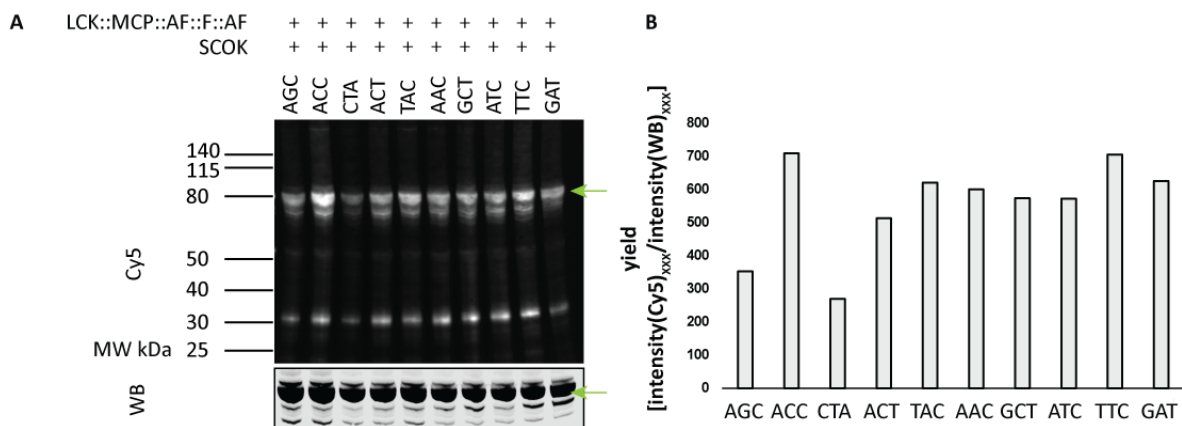 A
LCK::MCP::AF::F::AF + + + + + + + + + +
SCOK + + + + + + + + + +
AGC ACC CTA ACT TAC AAC GCT ATC TTC GAT
140
115
80
50
40
30
MW kDa 25
Cy5
WB
B
yield
[intensity(Cy5)xxx/intensity(WB)xxx]
800
700
600
500
400
300
200
100
0
AGC ACC CTA ACT TAC AAC GCT ATC TTC GAT